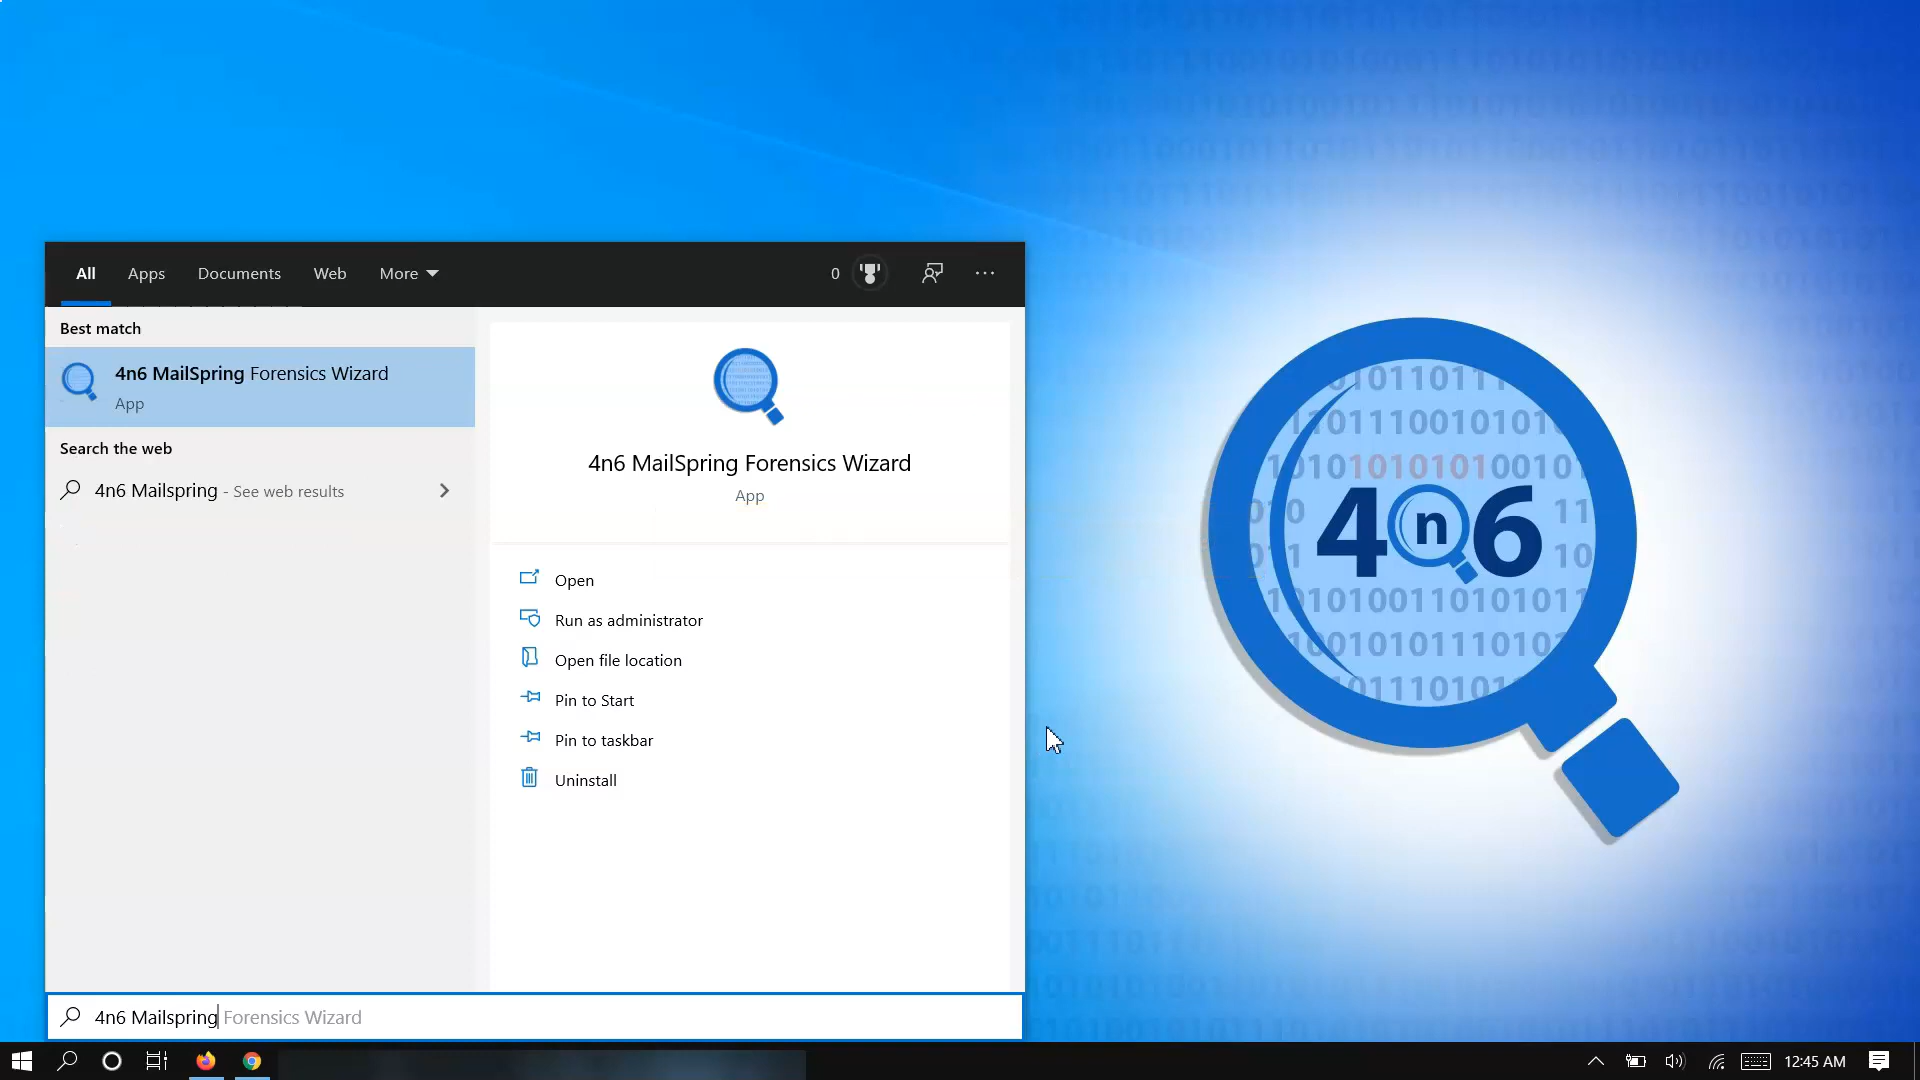 All Apps Documents Web More 0
Best match
4n6 MailSpring Forensics Wizard
App
Search the web
4n6 Mailspring - See web results
4n6 MailSpring Forensics Wizard
App
Open
Run as administrator
Open file location
Pin to Start
Pin to taskbar
Uninstall
4n6 Mailspring Forensics Wizard
4n6
12:45 AM